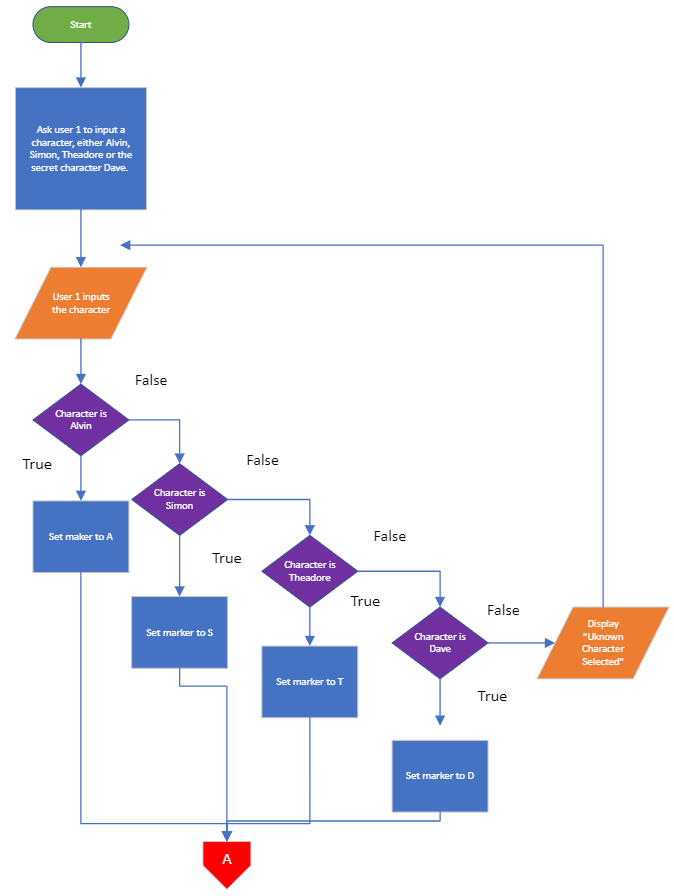 Start
Ask user 1 to input a
character, either Alvin,
Simon, Theadore or the
secret character Dave.
User 1 inputs
the character
False
Character is
Alvin
True
False
Character is
Simon
Set maker to A
False
Character is
Theadore
True
True
False
Character is
Dave
Display
"Uknown
Character
Selected"
Set marker to S
Set marker to T
True
Set marker to D
A